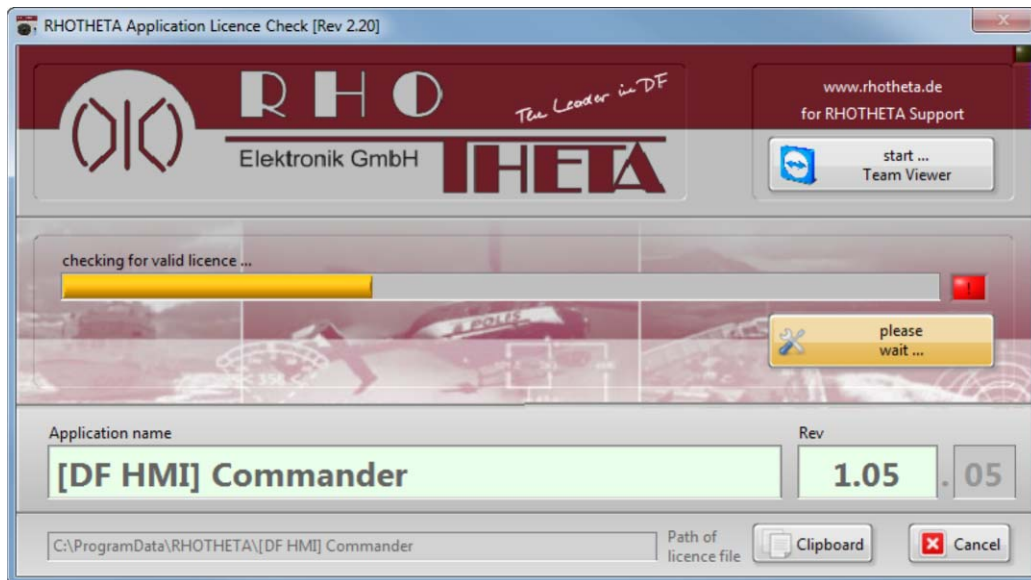 RHOTHETA Application Licence Check [Rev 2.20]
RHO
The Leader in DF
Elektronik GmbH
THETA
www.rhotheta.de
for RHOTHETA Support
start ...
Team Viewer
checking for valid licence ...
!
POLIS
please
wait ...
Application name
Rev
[DF HMI] Commander
1.05
. 05
C:\ProgramData\RHOTHETA\[DF HMI] Commander
Path of
licence file
Clipboard
Cancel